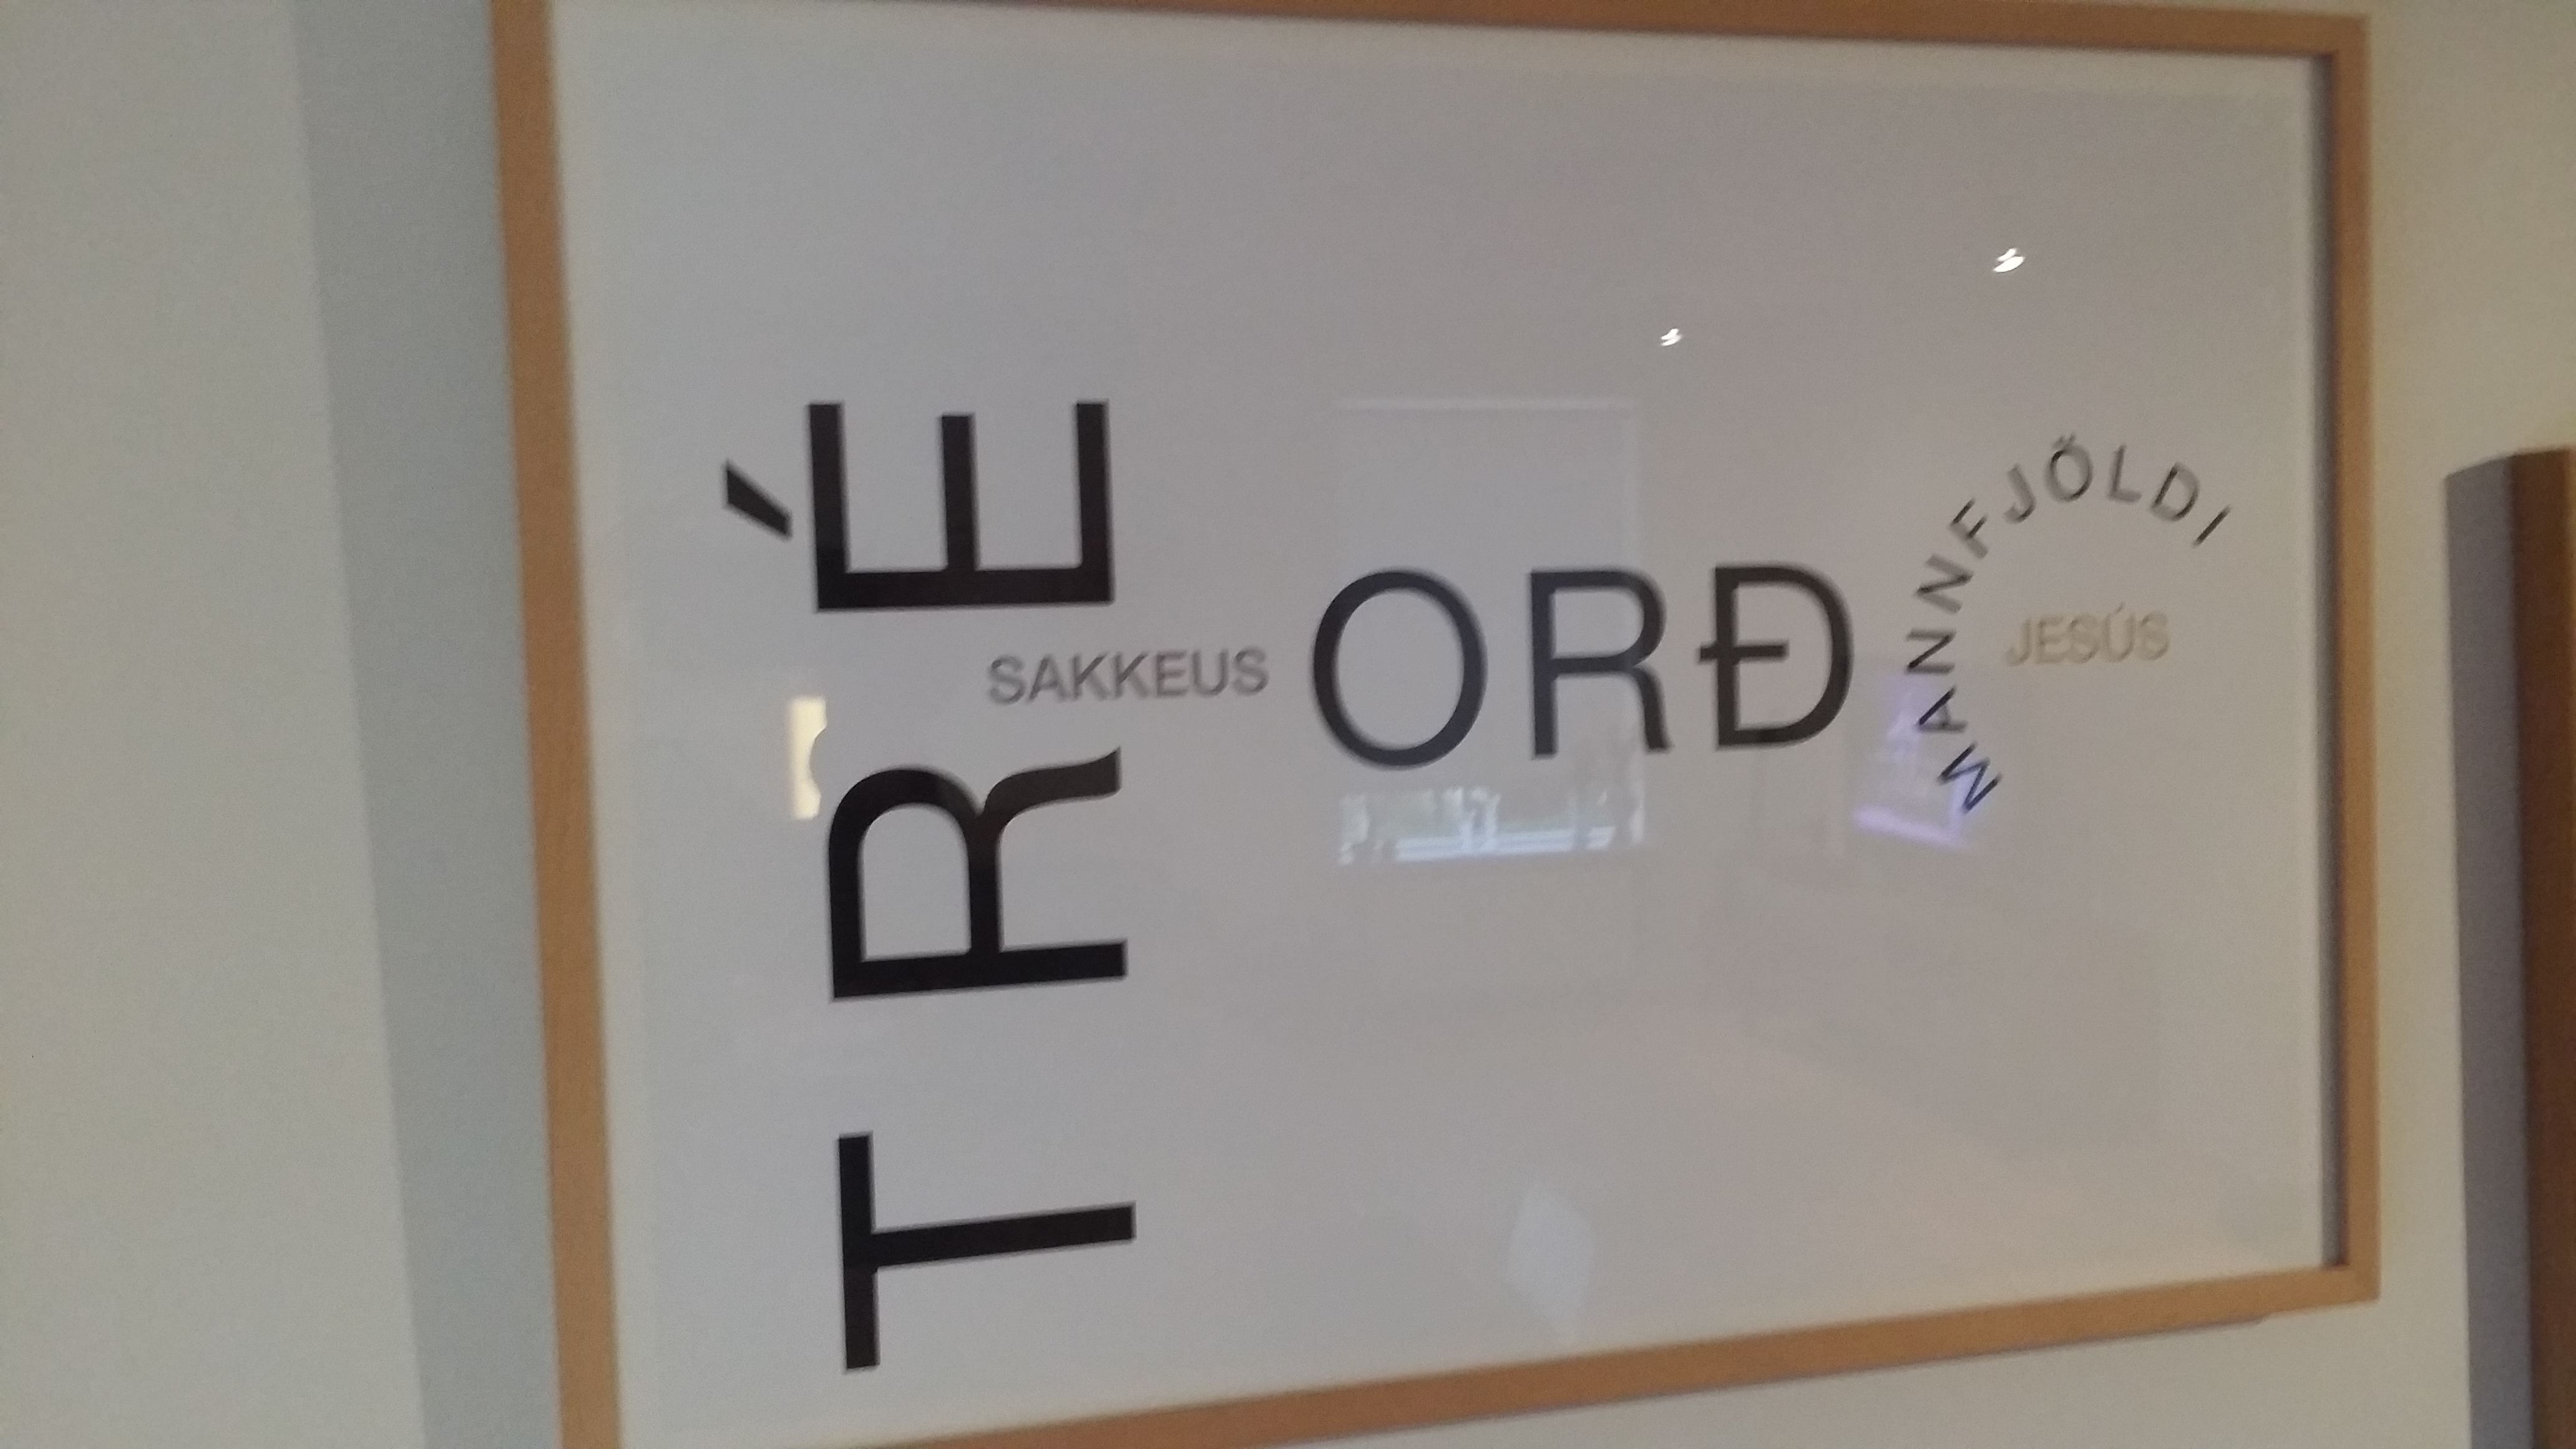 TRÉ
SAKKEUS
ORÐ
MANNFJÖLDI
JESÚS